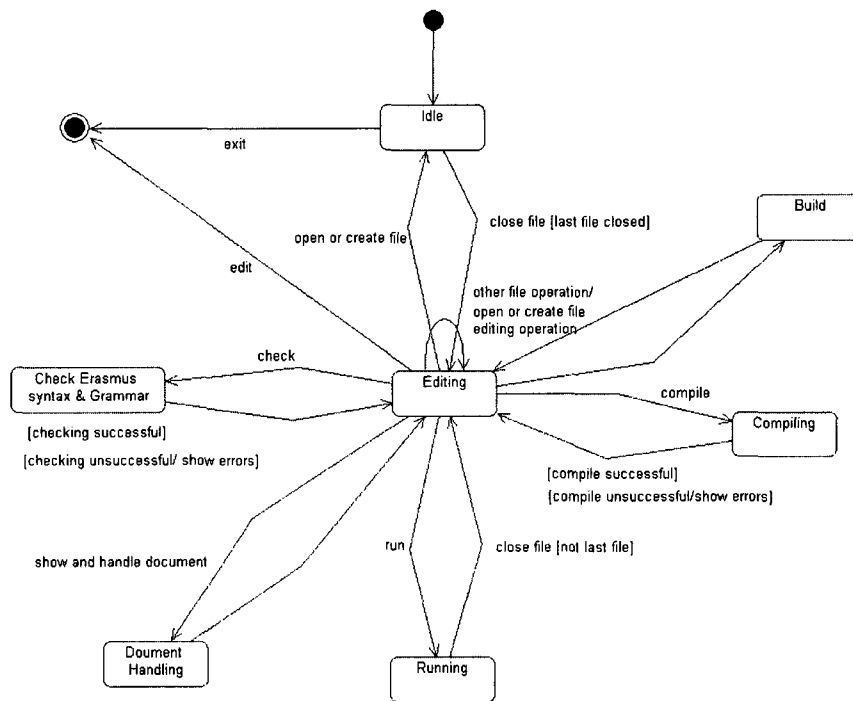 Idle
exit
Build
open or create file
close file [last file closed]
edit
other file operation/
open or create file
editing operation
check
Check Erasmus
syntax & Grammar
Editing
compile
Compiling
[checking successful]
[checking unsuccessful/ show errors]
[compile successful]
[compile unsuccessful/show errors]
show and handle document
run
close file [not last file]
Doument
Handling
Running